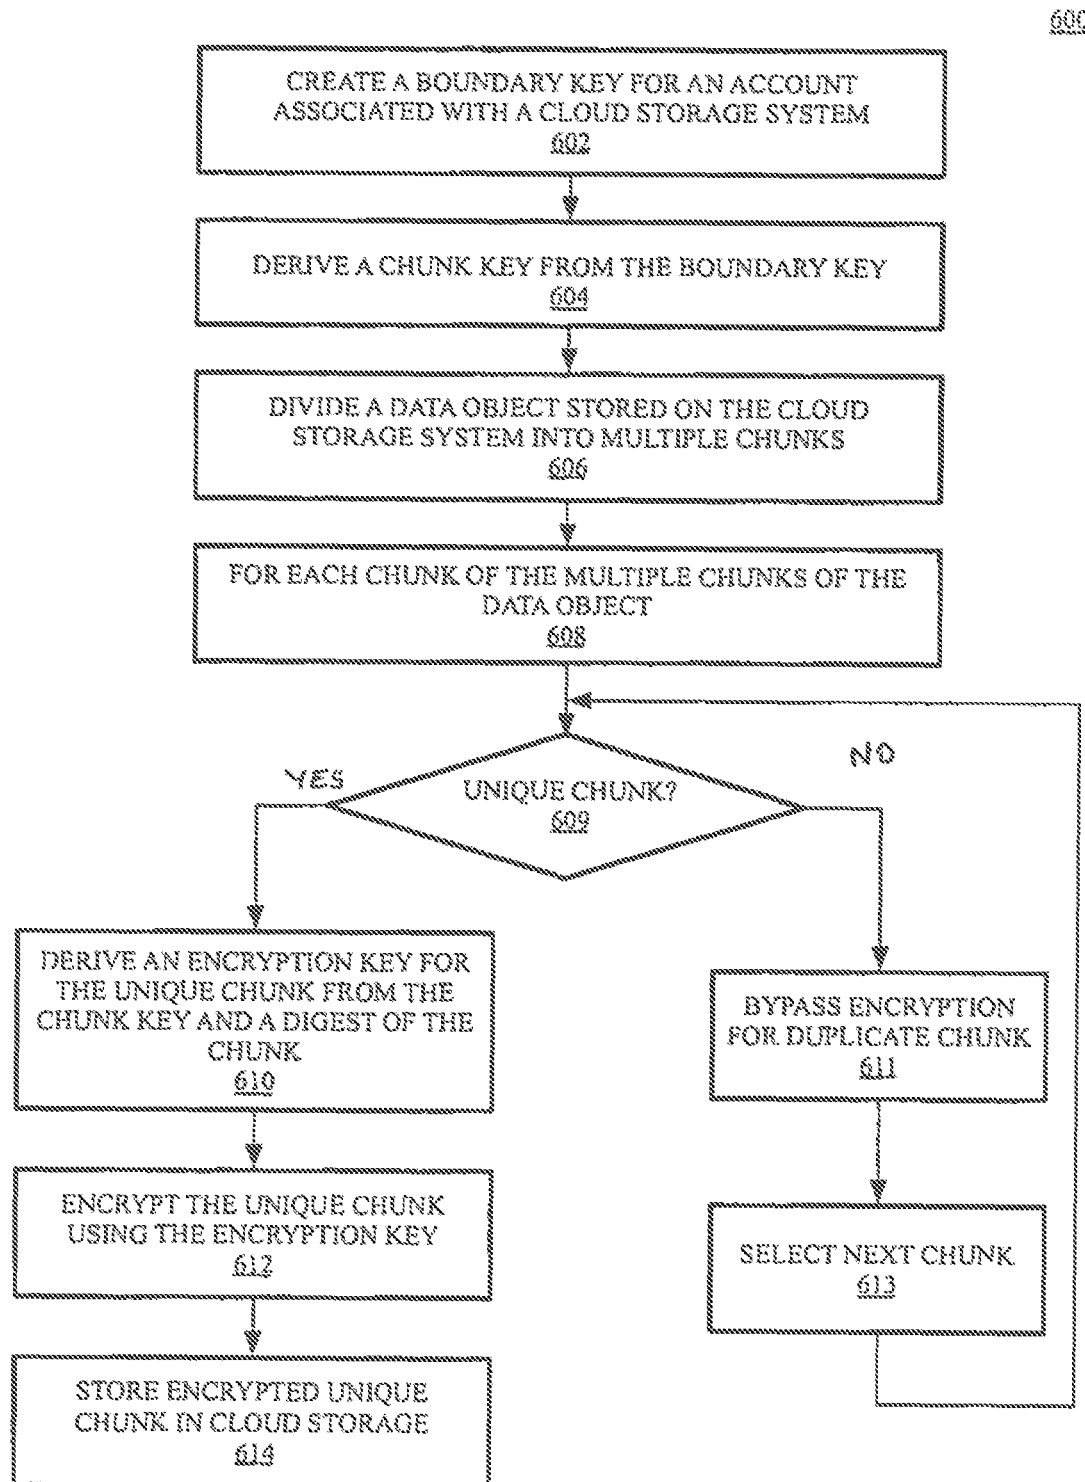 600
CREATE A BOUNDARY KEY FOR AN ACCOUNT
ASSOCIATED WITH A CLOUD STORAGE SYSTEM
602
DERIVE A CHUNK KEY FROM THE BOUNDARY KEY
604
DIVIDE A DATA OBJECT STORED ON THE CLOUD
STORAGE SYSTEM INTO MULTIPLE CHUNKS
606
FOR EACH CHUNK OF THE MULTIPLE CHUNKS OF THE
DATA OBJECT
608
YES
UNIQUE CHUNK?
609
NO
DERIVE AN ENCRYPTION KEY FOR
THE UNIQUE CHUNK FROM THE
CHUNK KEY AND A DIGEST OF THE
CHUNK
610
BYPASS ENCRYPTION
FOR DUPLICATE CHUNK
611
ENCRYPT THE UNIQUE CHUNK
USING THE ENCRYPTION KEY
612
SELECT NEXT CHUNK
613
STORE ENCRYPTED UNIQUE
CHUNK IN CLOUD STORAGE
614